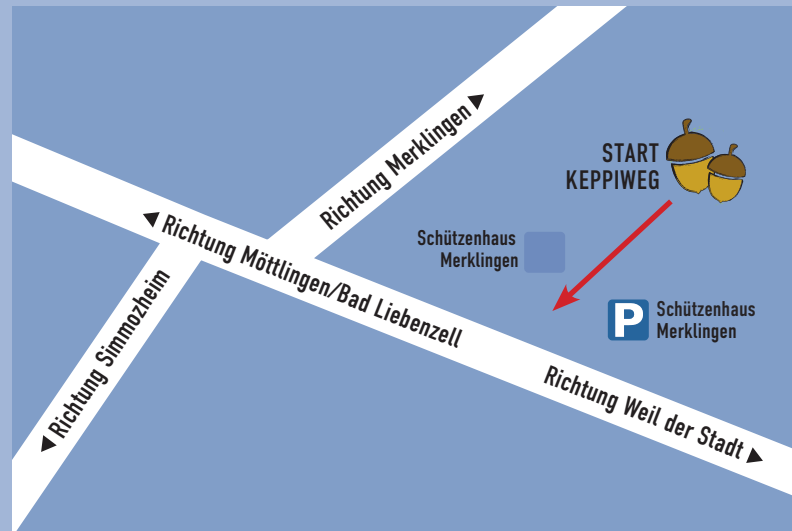 Richtung Merklingen
START
KEPPIWEG
Schützenhaus
Merklingen
Richtung Möttlingen/Bad Liebenzell
P
Schützenhaus
Merklingen
Richtung Simmozheim
Richtung Weil der Stadt